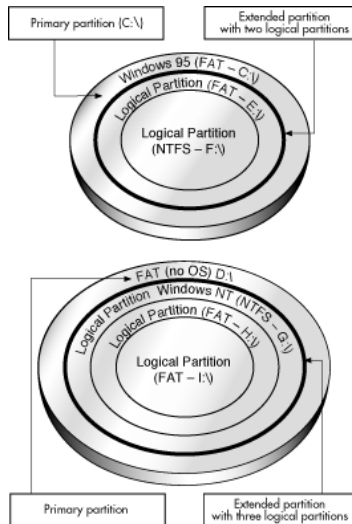 Primary partition (C:\)
Extended partition
with two logical partitions
Windows 95 (FAT – C:\)
Logical Partition (FAT – E:\)
Logical Partition
(NTFS – F:\)
FAT (no OS) D:\
Logical Partition Windows NT (NTFS – G:\)
Logical Partition (FAT – H:\)
Logical Partition
(FAT – I:\)
Primary partition
Extended partition
with three logical partitions